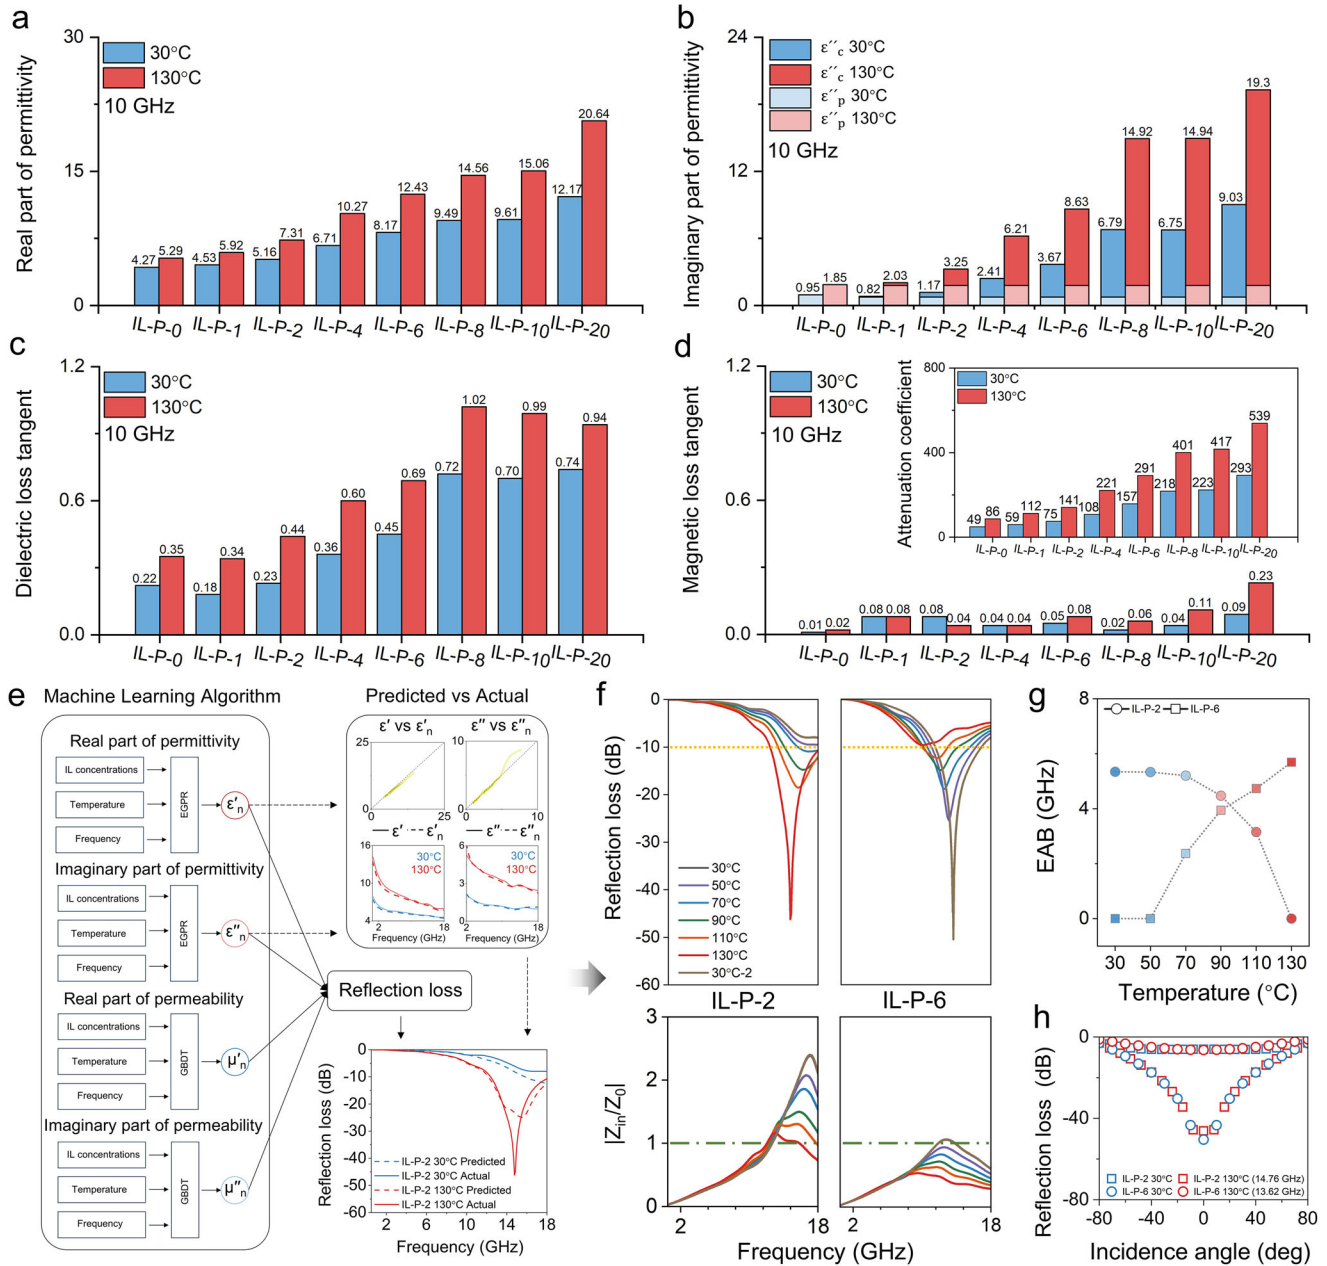 a
30
15
0
Real part of permittivity
30°C
130°C
10 GHz
4.27 5.29 4.53 5.92 5.16 7.31 6.71 10.27 8.17 12.43 9.49 14.56 9.61 15.06 12.17 20.64
IL-P-0 IL-P-1 IL-P-2 IL-P-4 IL-P-6 IL-P-8 IL-P-10 IL-P-20
b
24
12
0
Imaginary part of permittivity
ε″c 30°C
ε″c 130°C
ε″p 30°C
ε″p 130°C
10 GHz
0.95 1.85 0.82 2.03 1.17 3.25 2.41 6.21 3.67 8.63 6.79 14.92 6.75 14.94 9.03 19.3
IL-P-0 IL-P-1 IL-P-2 IL-P-4 IL-P-6 IL-P-8 IL-P-10 IL-P-20
c
1.2
0.6
0.0
Dielectric loss tangent
30°C
130°C
10 GHz
0.22 0.35 0.18 0.34 0.23 0.44 0.36 0.60 0.45 0.69 0.72 1.02 0.70 0.99 0.74 0.94
IL-P-0 IL-P-1 IL-P-2 IL-P-4 IL-P-6 IL-P-8 IL-P-10 IL-P-20
d
1.2
0.6
0.0
Magnetic loss tangent
30°C
130°C
10 GHz
0.01 0.02 0.08 0.08 0.08 0.04 0.04 0.04 0.05 0.08 0.02 0.06 0.04 0.11 0.09 0.23
IL-P-0 IL-P-1 IL-P-2 IL-P-4 IL-P-6 IL-P-8 IL-P-10 IL-P-20
800
400
0
Attenuation coefficient
30°C
130°C
49 86 59 112 75 141 108 221 157 291 218 401 223 417 293 539
IL-P-0 IL-P-1 IL-P-2 IL-P-4 IL-P-6 IL-P-8 IL-P-10 IL-P-20
e
Machine Learning Algorithm
Real part of permittivity
IL concentrations
Temperature
Frequency
EGPR
ε′n
Imaginary part of permittivity
IL concentrations
Temperature
Frequency
EGPR
ε″n
Real part of permeability
IL concentrations
Temperature
Frequency
GBDT
μ′n
Imaginary part of permeability
IL concentrations
Temperature
Frequency
GBDT
μ″n
Predicted vs Actual
ε′ vs ε′n
25
0
0 25
ε″ vs ε″n
10
0
0 10
ε′ ε′n
16
10
4
30°C
130°C
2 18
Frequency (GHz)
ε″ ε″n
6
3
0
30°C
130°C
2 18
Frequency (GHz)
Reflection loss
0
-10
-20
-30
-40
-50
-60
Reflection loss (dB)
IL-P-2 30°C Predicted
IL-P-2 30°C Actual
IL-P-2 130°C Predicted
IL-P-2 130°C Actual
2 6 10 14 18
Frequency (GHz)
f
0
-10
-20
-30
-40
-50
-60
Reflection loss (dB)
30°C
50°C
70°C
90°C
110°C
130°C
30°C-2
IL-P-2 IL-P-6
3
2
1
0
|Zin/Z0|
2 18 2 18
Frequency (GHz)
g
8
4
0
EAB (GHz)
IL-P-2 IL-P-6
30 50 70 90 110 130
Temperature (°C)
h
0
-40
-80
Reflection loss (dB)
IL-P-2 30°C IL-P-2 130°C (14.76 GHz)
IL-P-6 30°C IL-P-6 130°C (13.62 GHz)
-80 -40 0 40 80
Incidence angle (deg)